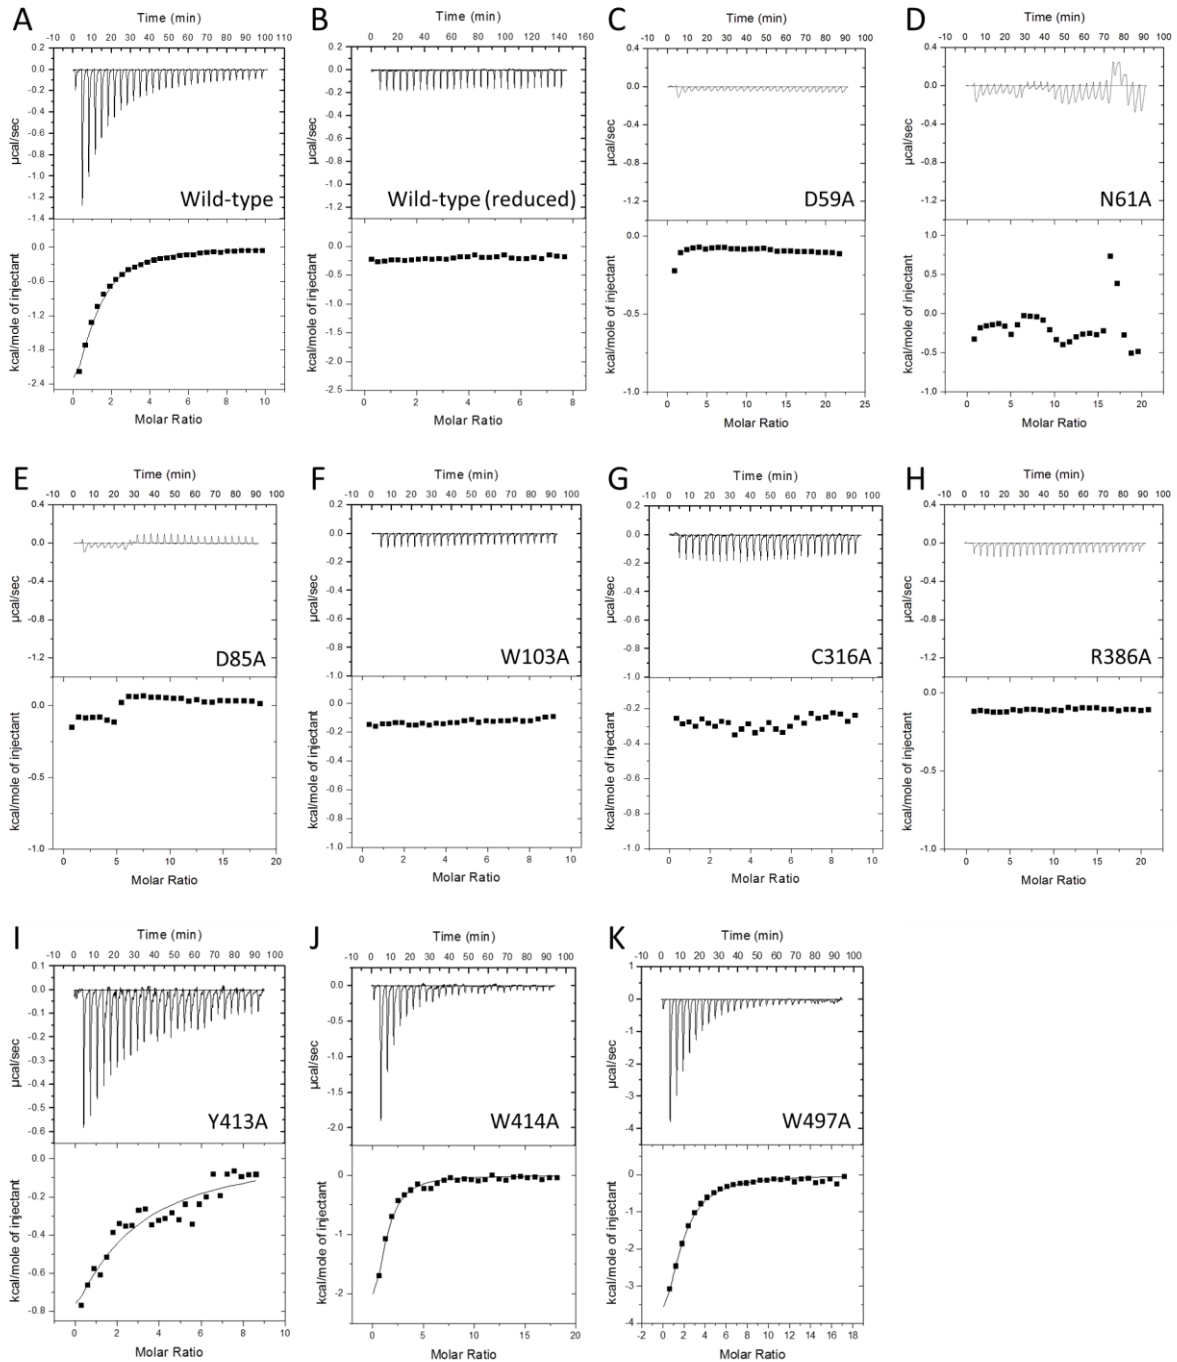 A
Time (min)
-10 0 10 20 30 40 50 60 70 80 90 100 110
0.2
0.0
-0.2
-0.4
-0.6
-0.8
-1.0
-1.2
-1.4
µcal/sec
Wild-type
0.0
-0.6
-1.2
-1.8
-2.4
kcal/mole of injectant
0 2 4 6 8 10
Molar Ratio
B
Time (min)
-20 0 20 40 60 80 100 120 140 160
0.2
0.0
-0.2
-0.4
-0.6
-0.8
-1.0
-1.2
µcal/sec
Wild-type (reduced)
0.0
-0.5
-1.0
-1.5
-2.0
-2.5
kcal/mole of injectant
0 2 4 6 8
Molar Ratio
C
Time (min)
-10 0 10 20 30 40 50 60 70 80 90 100
0.4
0.0
-0.4
-0.8
-1.2
µcal/sec
D59A
0.0
-0.5
-1.0
kcal/mole of injectant
0 5 10 15 20 25
Molar Ratio
D
Time (min)
-10 0 10 20 30 40 50 60 70 80 90 100
0.4
0.0
-0.4
-0.8
-1.2
µcal/sec
N61A
1.0
0.5
0.0
-0.5
-1.0
kcal/mole of injectant
0 5 10 15 20
Molar Ratio
E
Time (min)
-10 0 10 20 30 40 50 60 70 80 90 100
0.4
0.0
-0.4
-0.8
-1.2
µcal/sec
D85A
0.0
-0.5
-1.0
kcal/mole of injectant
0 5 10 15 20
Molar Ratio
F
Time (min)
-10 0 10 20 30 40 50 60 70 80 90 100
0.2
0.0
-0.2
-0.4
-0.6
-0.8
-1.0
µcal/sec
W103A
0.0
-0.2
-0.4
-0.6
-0.8
-1.0
kcal/mole of injectant
0 2 4 6 8 10
Molar Ratio
G
Time (min)
-10 0 10 20 30 40 50 60 70 80 90 100
0.2
0.0
-0.2
-0.4
-0.6
-0.8
-1.0
µcal/sec
C316A
-0.2
-0.4
-0.6
-0.8
-1.0
kcal/mole of injectant
0 2 4 6 8 10
Molar Ratio
H
Time (min)
-10 0 10 20 30 40 50 60 70 80 90 100
0.4
0.0
-0.4
-0.8
-1.2
µcal/sec
R386A
0.0
-0.5
-1.0
kcal/mole of injectant
0 5 10 15 20
Molar Ratio
I
Time (min)
-10 0 10 20 30 40 50 60 70 80 90 100
0.1
0.0
-0.1
-0.2
-0.3
-0.4
-0.5
-0.6
µcal/sec
Y413A
0.0
-0.2
-0.4
-0.6
-0.8
kcal/mole of injectant
0 2 4 6 8 10
Molar Ratio
J
Time (min)
-10 0 10 20 30 40 50 60 70 80 90 100
0.0
-0.5
-1.0
-1.5
-2.0
µcal/sec
W414A
0
-1
-2
kcal/mole of injectant
0 5 10 15 20
Molar Ratio
K
Time (min)
-10 0 10 20 30 40 50 60 70 80 90 100
1
0
-1
-2
-3
-4
µcal/sec
W497A
0
-1
-2
-3
-4
kcal/mole of injectant
-2 0 2 4 6 8 10 12 14 16 18
Molar Ratio